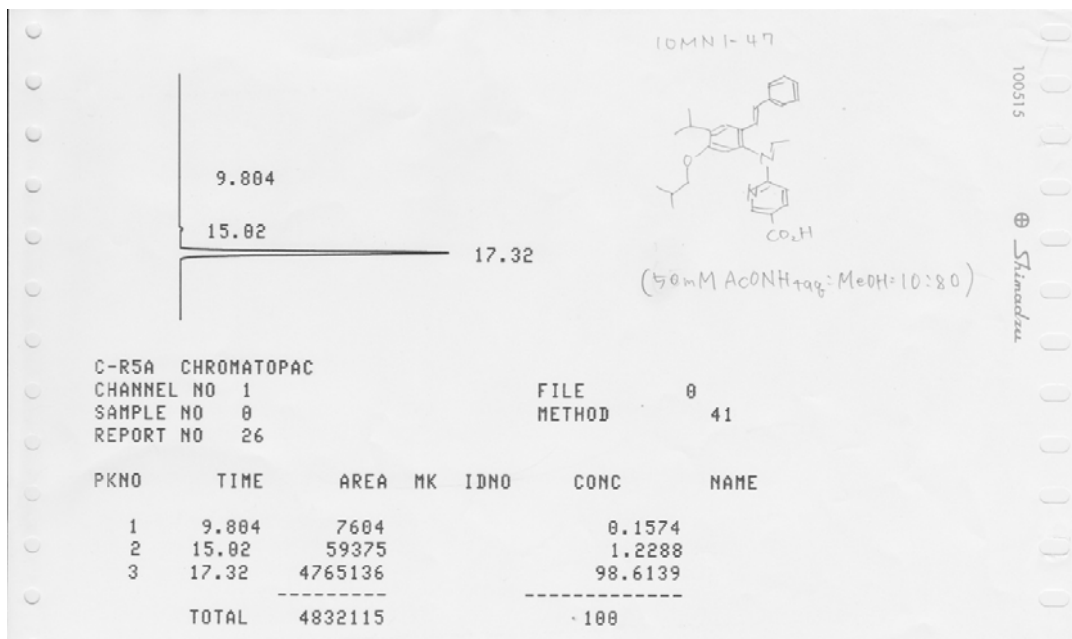 10MN1-47
100515
9.804
15.02
17.32
N
O
N
CO₂H
(50mM AcONH₄aq:MeOH=10:80)
Shimadzu
C-R5A CHROMATOPAC
CHANNEL NO 1 FILE 0
SAMPLE NO 0 METHOD 41
REPORT NO 26
PKNO TIME AREA MK IDNO CONC NAME
1 9.804 7604 0.1574
2 15.02 59375 1.2288
3 17.32 4765136 98.6139
--------- -------------
TOTAL 4832115 100